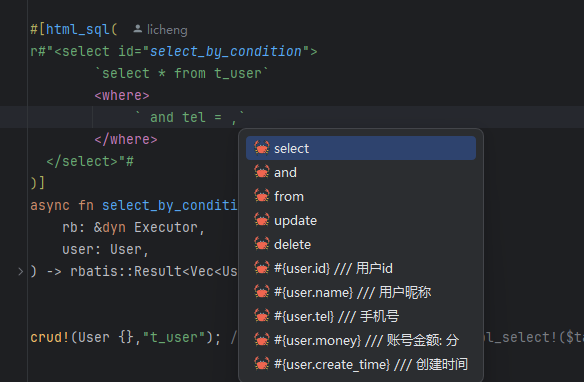 #[html_sql( licheng
r#"<select id="select_by_condition">
`select * from t_user`
<where>
` and tel = ,`
</where>
</select>"#
)]
async fn select_by_conditio
rb: &dyn Executor,
user: User,
) -> rbatis::Result<Vec<Us
crud!(User {},"t_user"); // ol_select!($ta
select
and
from
update
delete
#{user.id} /// 用户id
#{user.name} /// 用户昵称
#{user.tel} /// 手机号
#{user.money} /// 账号金额: 分
#{user.create_time} /// 创建时间